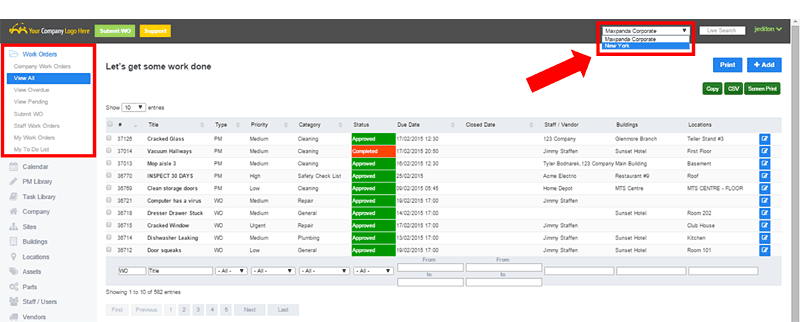 Your Company Logo Here
Submit WO
Support
Maxpanda Corporate
Maxpanda Corporate
New York
Live Search
jediton
Work Orders
Company Work Orders
View All
View Overdue
View Pending
Submit WO
Staff Work Orders
My Work Orders
My To Do List
Calendar
PM Library
Task Library
Company
Sites
Buildings
Locations
Assets
Parts
Staff / Users
Vendors
Let's get some work done
Print
+ Add
Copy CSV Screen Print
Show 10 entries
# Title Type Priority Category Status Due Date Closed Date Staff / Vendor Buildings Locations
37126 Cracked Glass PM Medium Cleaning Approved 17/02/2015 12:30 123 Company Glenmore Branch Teller Stand #3
37014 Vacuum Hallways PM Medium Cleaning Completed 17/02/2015 20:50 Jimmy Staffen Sunset Hotel First Floor
37013 Mop aisle 3 PM Medium Cleaning Approved 16/02/2015 12:30 Tyler Bodnarek,123 Company Main Building Basement
36770 INSPECT 30 DAYS PM High Safety Check List Approved 25/02/2015 Acme Electric Restaurant #9 Roof
36769 Clean storage doors PM Low Cleaning Approved 09/02/2015 05:45 Home Depot MTS Centre MTS CENTRE - FLOOR
36721 Computer has a virus WO Medium Repair Approved 19/02/2015 17:00 Jimmy Staffen
36718 Dresser Drawer Stuck WO Medium General Approved 14/02/2015 17:00 Sunset Hotel Room 202
36715 Cracked Window WO Urgent Repair Approved 17/02/2015 17:00 Jimmy Staffen Club House
36714 Dishwasher Leaking WO Medium Plumbing Approved 13/02/2015 17:00 Jimmy Staffen Sunset Hotel Kitchen
36712 Door squeaks WO Low General Approved 19/02/2015 17:00 Jimmy Staffen Sunset Hotel Room 101
WO Title - All - - All - - All - - All - From to From to
Showing 1 to 10 of 582 entries
First Previous 1 2 3 4 5 Next Last